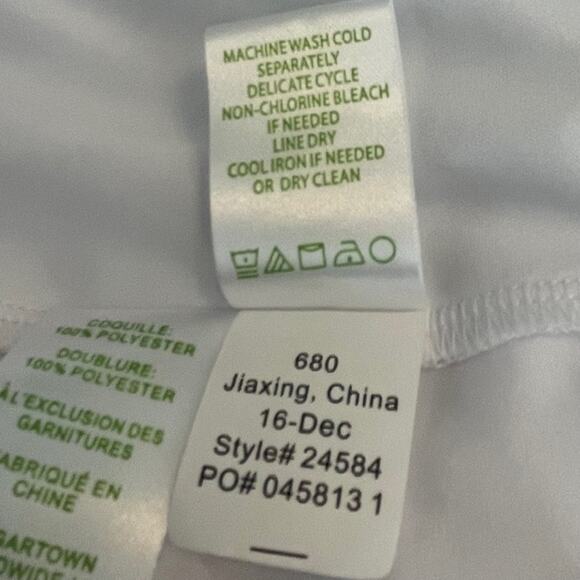 MACHINE WASH COLD
SEPARATELY
DELICATE CYCLE
NON-CHLORINE BLEACH
IF NEEDED
LINE DRY
COOL IRON IF NEEDED
OR DRY CLEAN
COQUILLE:
100% POLYESTER
DOUBLURE:
100% POLYESTER
À L'EXCLUSION DES
GARNITURES
ABRIQUÉ EN
CHINE
GARTOWN
680
Jiaxing, China
16-Dec
Style# 24584
PO# 045813 1